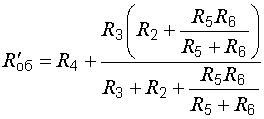 R′об = R4 + R3(R2 + R5R6 / (R5 + R6)) / (R3 + R2 + R5R6 / (R5 + R6))